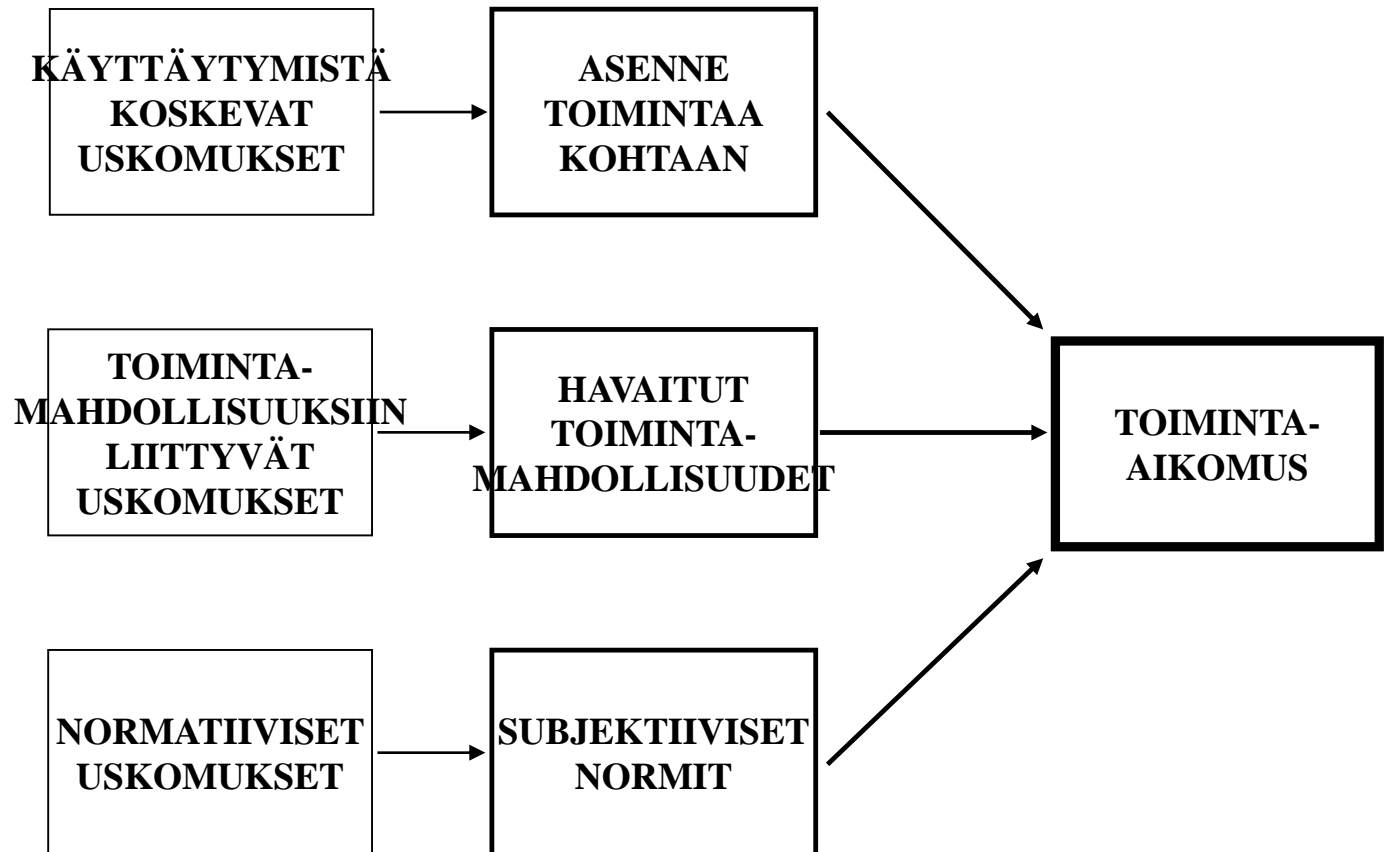 KÄYTTÄYTYMISTÄ
KOSKEVAT
USKOMUKSET
ASENNE
TOIMINTAA
KOHTAAN
TOIMINTA-
MAHDOLLISUUKSIIN
LIITTYVÄT
USKOMUKSET
HAVAITUT
TOIMINTA-
MAHDOLLISUUDET
TOIMINTA-
AIKOMUS
NORMATIIVISET
USKOMUKSET
SUBJEKTIIVISET
NORMIT